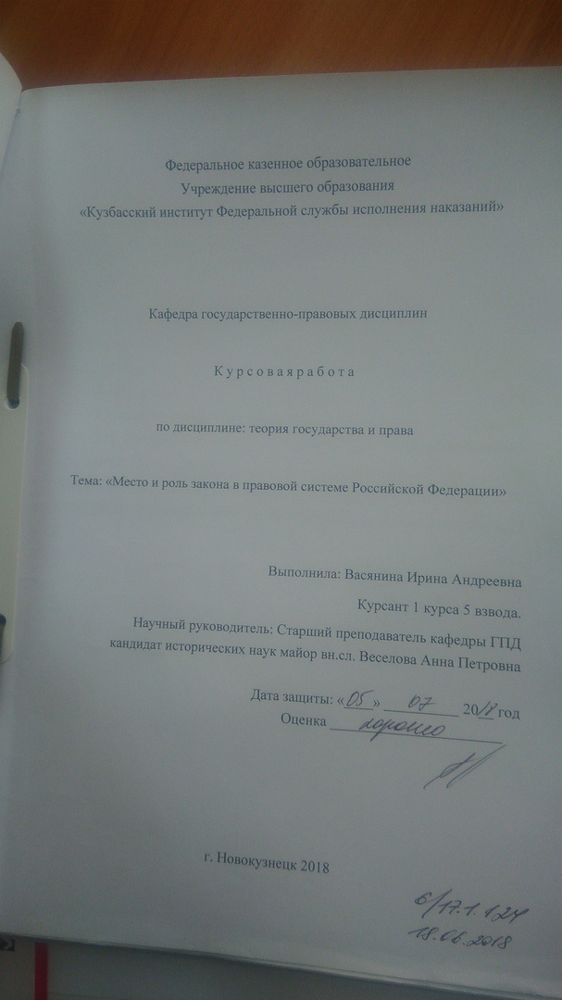 Федеральное казенное образовательное
Учреждение высшего образования
«Кузбасский институт Федеральной службы исполнения наказаний»
Кафедра государственно-правовых дисциплин
К у р с о в а я р а б о т а
по дисциплине: теория государства и права
Тема: «Место и роль закона в правовой системе Российской Федерации»
Выполнила: Васянина Ирина Андреевна
Курсант 1 курса 5 взвода.
Научный руководитель: Старший преподаватель кафедры ГПД
кандидат исторических наук майор вн.сл. Веселова Анна Петровна
Дата защиты: «05» 07 2018 год
Оценка хорошо
г. Новокузнецк 2018
6/17.1.124
18.06.2018